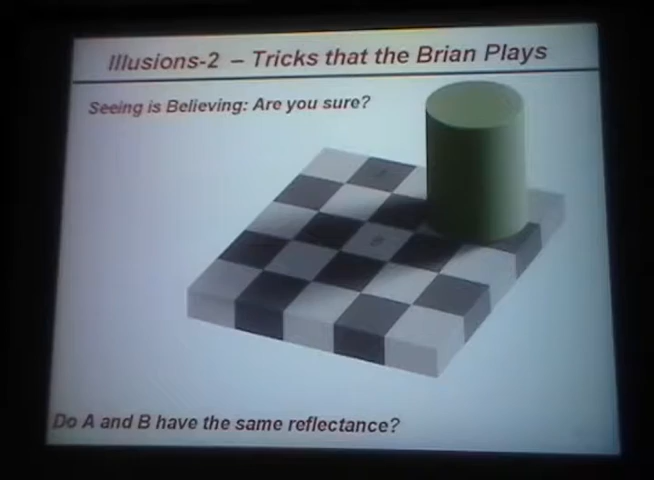 Illusions-2 – Tricks that the Brian Plays
Seeing is Believing: Are you sure?
A
B
Do A and B have the same reflectance?